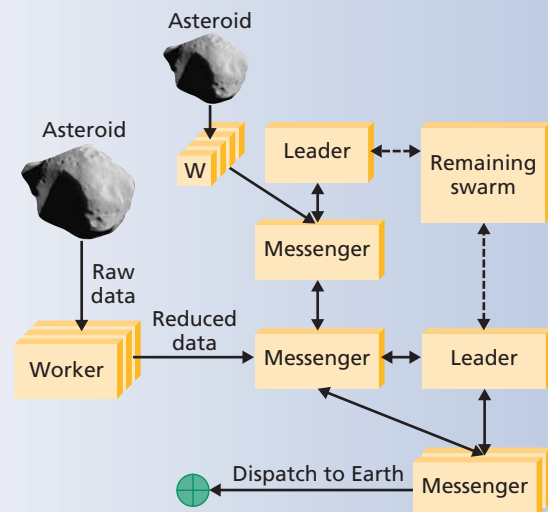 Asteroid
Asteroid
W
Leader
Remaining
swarm
Messenger
Raw
data
Reduced
data
Worker
Messenger
Leader
Dispatch to Earth
Messenger